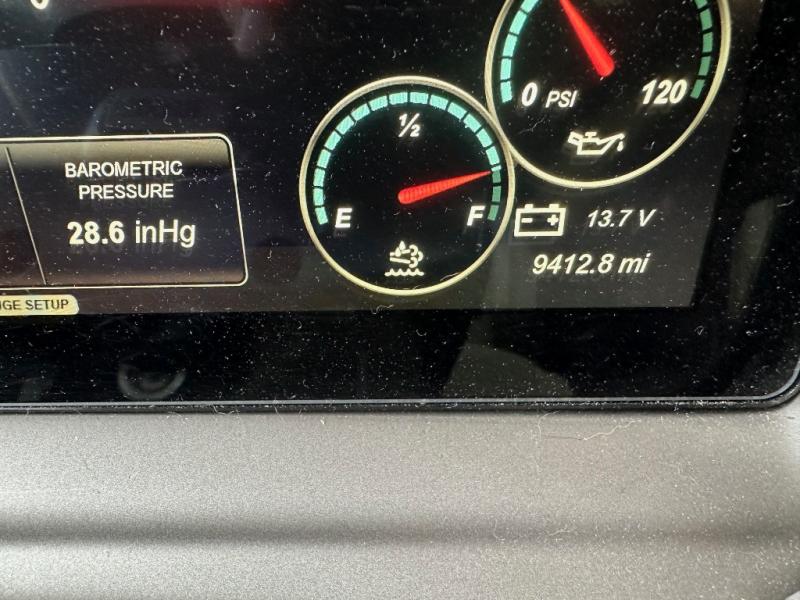 0 PSI 120
½
BAROMETRIC
PRESSURE
28.6 inHg
E F
13.7 V
9412.8 mi
GE SETUP